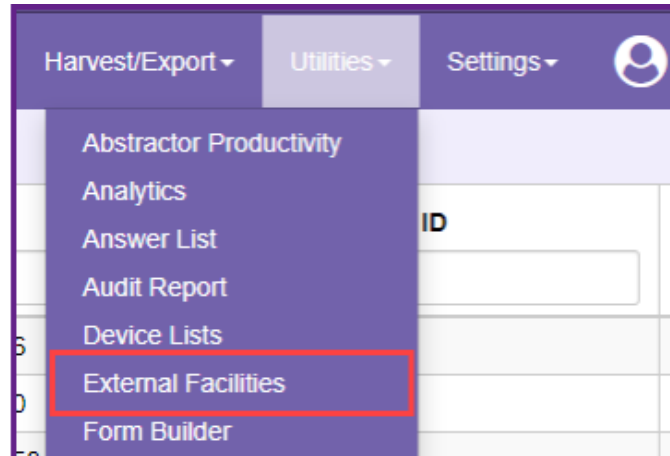 Harvest/Export Utilities Settings
Abstractor Productivity
Analytics
Answer List
ID
Audit Report
Device Lists
External Facilities
Form Builder